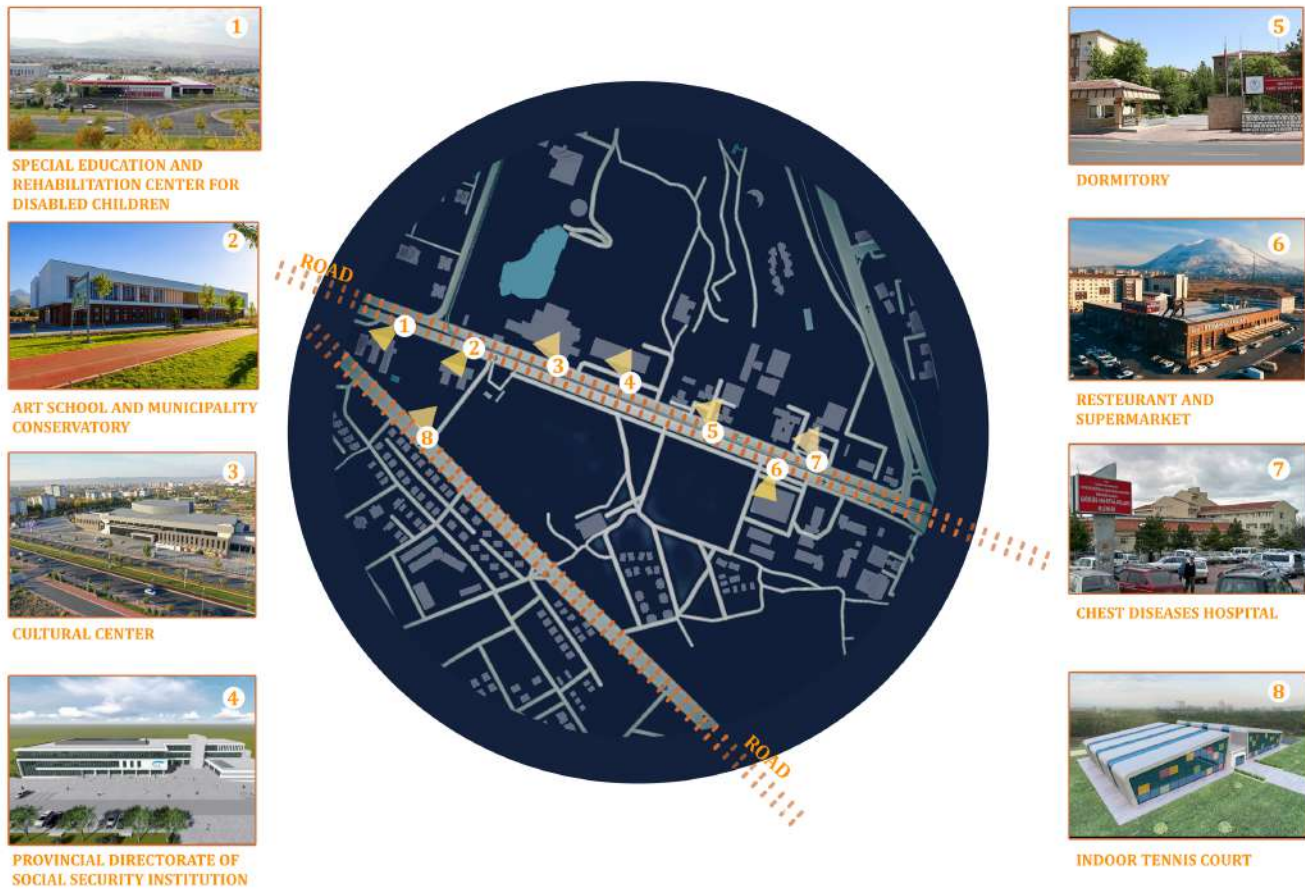 1
SPECIAL EDUCATION AND
REHABILITATION CENTER FOR
DISABLED CHILDREN
2
ART SCHOOL AND MUNICIPALITY
CONSERVATORY
3
CULTURAL CENTER
4
PROVINCIAL DIRECTORATE OF
SOCIAL SECURITY INSTITUTION
ROAD
1
2
3
4
5
6
7
8
ROAD
5
DORMITORY
6
RESTEURANT AND
SUPERMARKET
7
CHEST DISEASES HOSPITAL
8
INDOOR TENNIS COURT